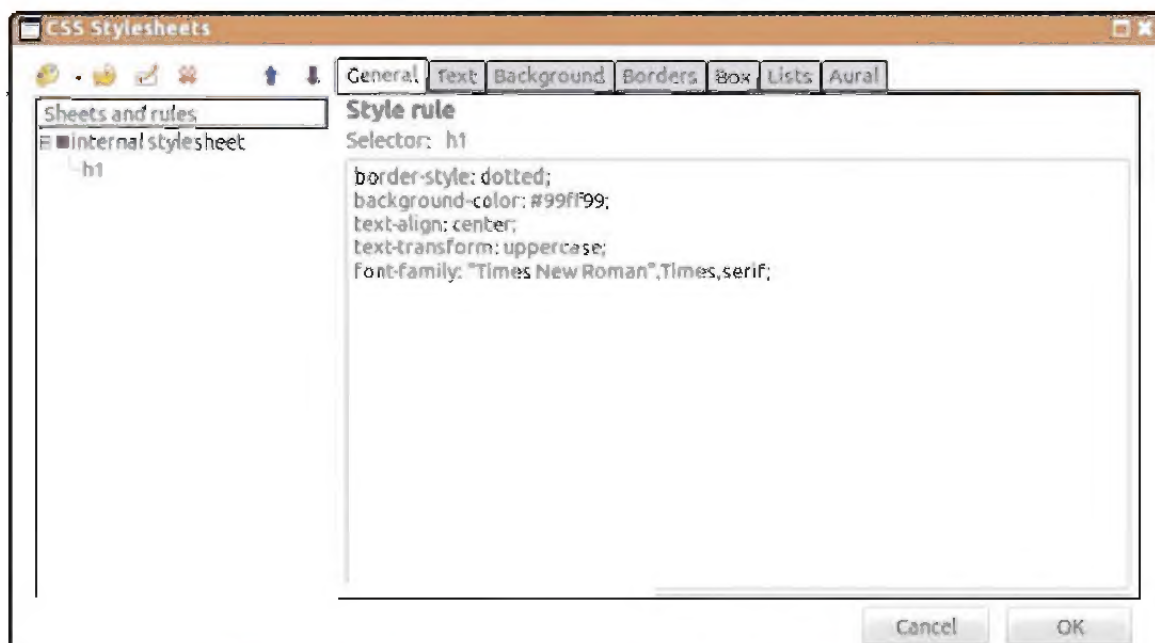 CSS Stylesheets
General Text Background Borders Box Lists Aural
Sheets and rules
internal stylesheet
h1
Style rule
Selector: h1
border-style: dotted;
background-color: #99ff99;
text-align: center;
text-transform: uppercase;
font-family: "Times New Roman",Times,serif;
Cancel OK